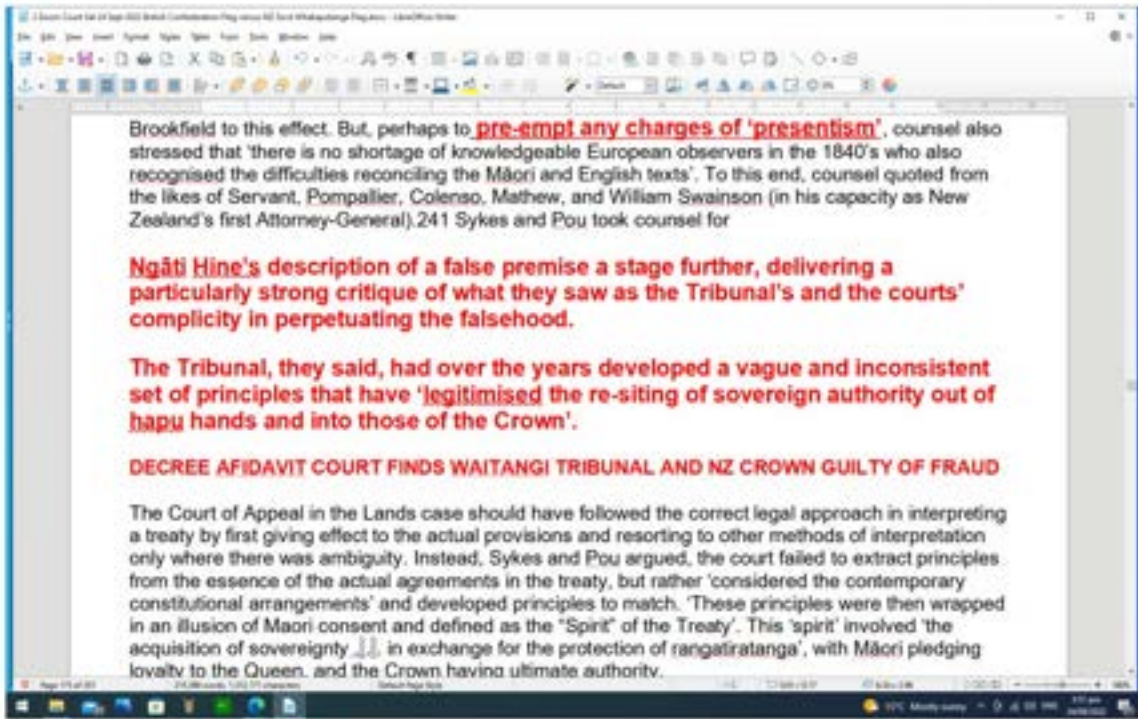 File Edit View Insert Format Styles Table Form Tools Window Help
Brookfield to this effect. But, perhaps to pre-empt any charges of ‘presentism’, counsel also
stressed that ‘there is no shortage of knowledgeable European observers in the 1840’s who also
recognised the difficulties reconciling the Māori and English texts’. To this end, counsel quoted from
the likes of Servant, Pompallier, Colenso, Mathew, and William Swainson (in his capacity as New
Zealand’s first Attorney-General).241 Sykes and Pou took counsel for
Ngāti Hine’s description of a false premise a stage further, delivering a
particularly strong critique of what they saw as the Tribunal’s and the courts’
complicity in perpetuating the falsehood.
The Tribunal, they said, had over the years developed a vague and inconsistent
set of principles that have ‘legitimised the re-siting of sovereign authority out of
hapu hands and into those of the Crown’.
DECREE AFIDAVIT COURT FINDS WAITANGI TRIBUNAL AND NZ CROWN GUILTY OF FRAUD
The Court of Appeal in the Lands case should have followed the correct legal approach in interpreting
a treaty by first giving effect to the actual provisions and resorting to other methods of interpretation
only where there was ambiguity. Instead, Sykes and Pou argued, the court failed to extract principles
from the essence of the actual agreements in the treaty, but rather ‘considered the contemporary
constitutional arrangements’ and developed principles to match. ‘These principles were then wrapped
in an illusion of Maori consent and defined as the “Spirit” of the Treaty’. This ‘spirit’ involved ‘the
acquisition of sovereignty in exchange for the protection of rangatiratanga’, with Māori pledging
loyalty to the Queen, and the Crown having ultimate authority.
Mostly sunny